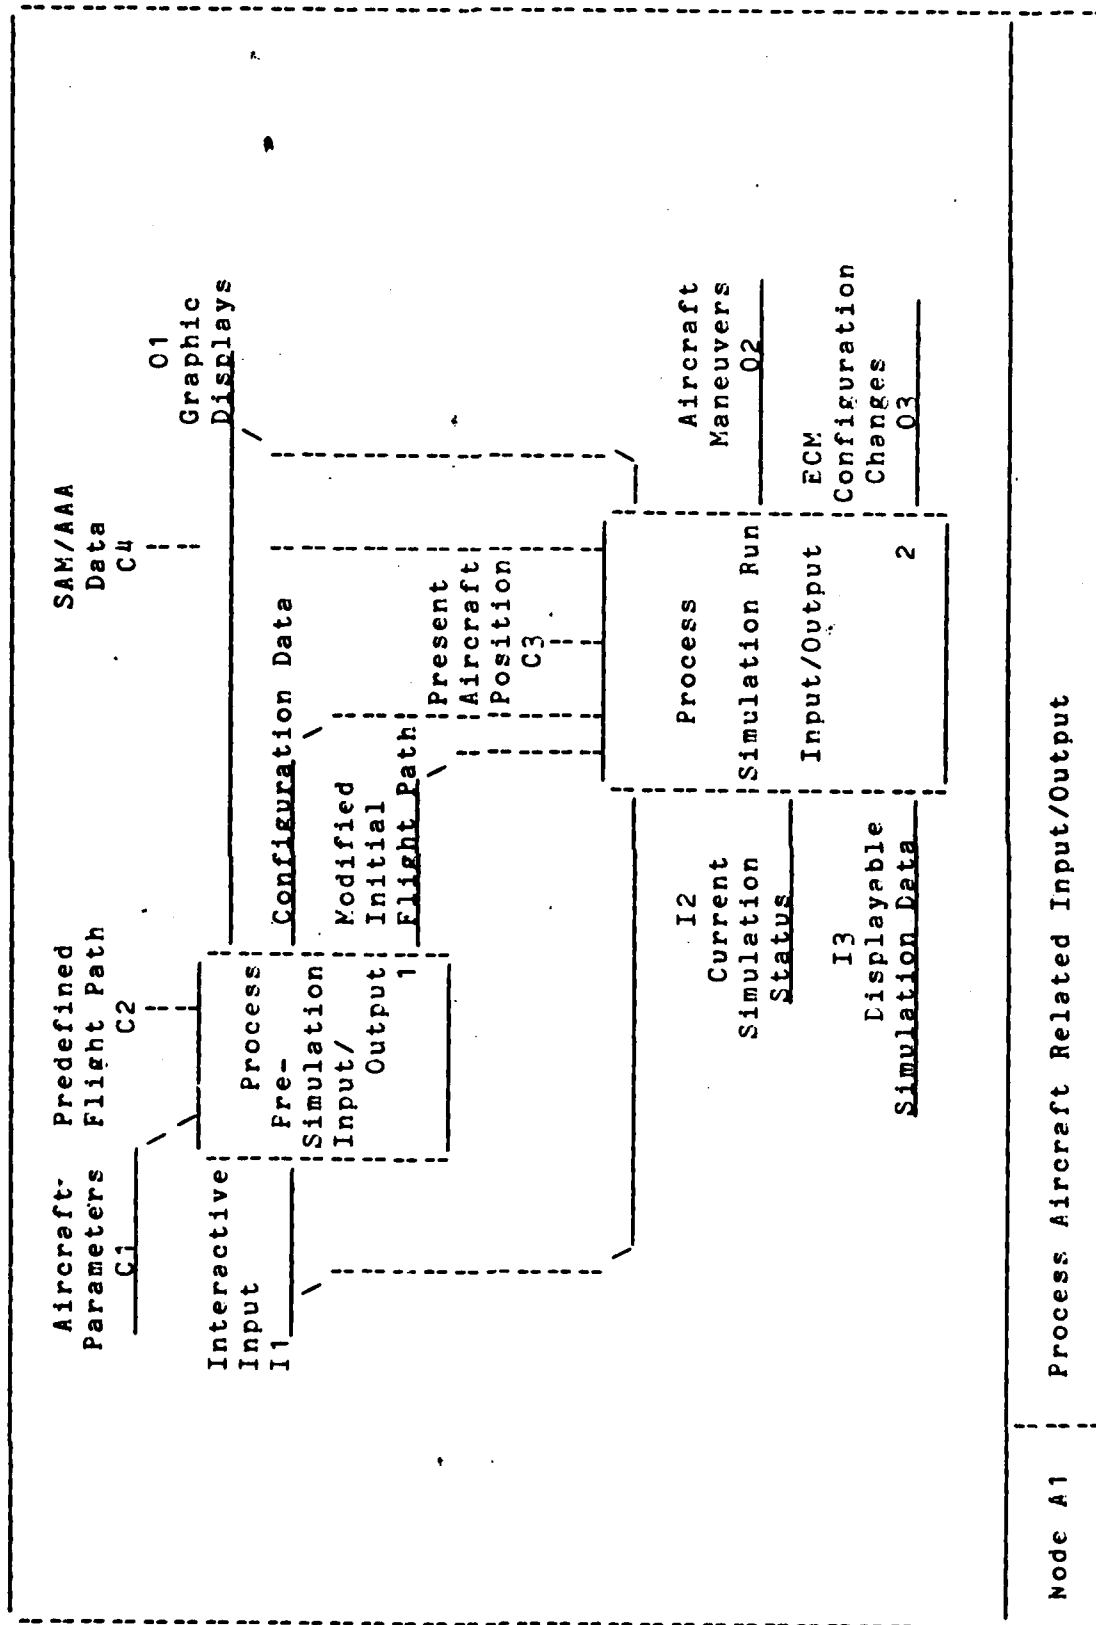 SAM/AAA
Data
C4
O1
Graphic
Displays
Aircraft-
Parameters
C1
Predefined
Flight Path
C2
Interactive
Input
I1
Process
Pre-
Simulation
Input/
Output
1
Configuration Data
Modified
Initial
Flight Path
Present
Aircraft
Position
C3
I2
Current
Simulation
Status
I3
Displayable
Simulation Data
Process
Simulation Run
Input/Output
2
Aircraft
Maneuvers
O2
ECM
Configuration
Changes
O3
Node A1
Process Aircraft Related Input/Output